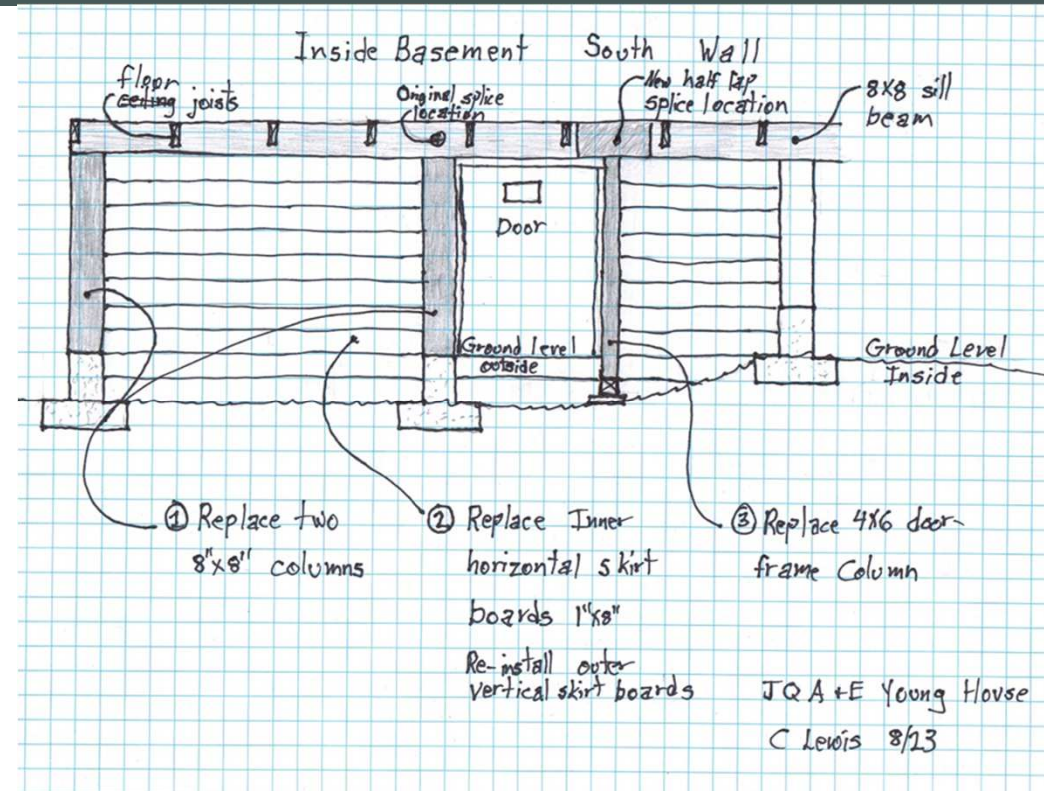 Inside Basement South Wall
floor
ceiling joists
Original splice
location
New half lap
splice location
8x8 sill
beam
Door
Ground level
outside
Ground Level
Inside
① Replace two
8"x8" columns
② Replace Inner
horizontal skirt
boards 1"x8"
Re-install outer
vertical skirt boards
③ Replace 4x6 door-
frame Column
J Q A + E Young House
C Lewis 8/23